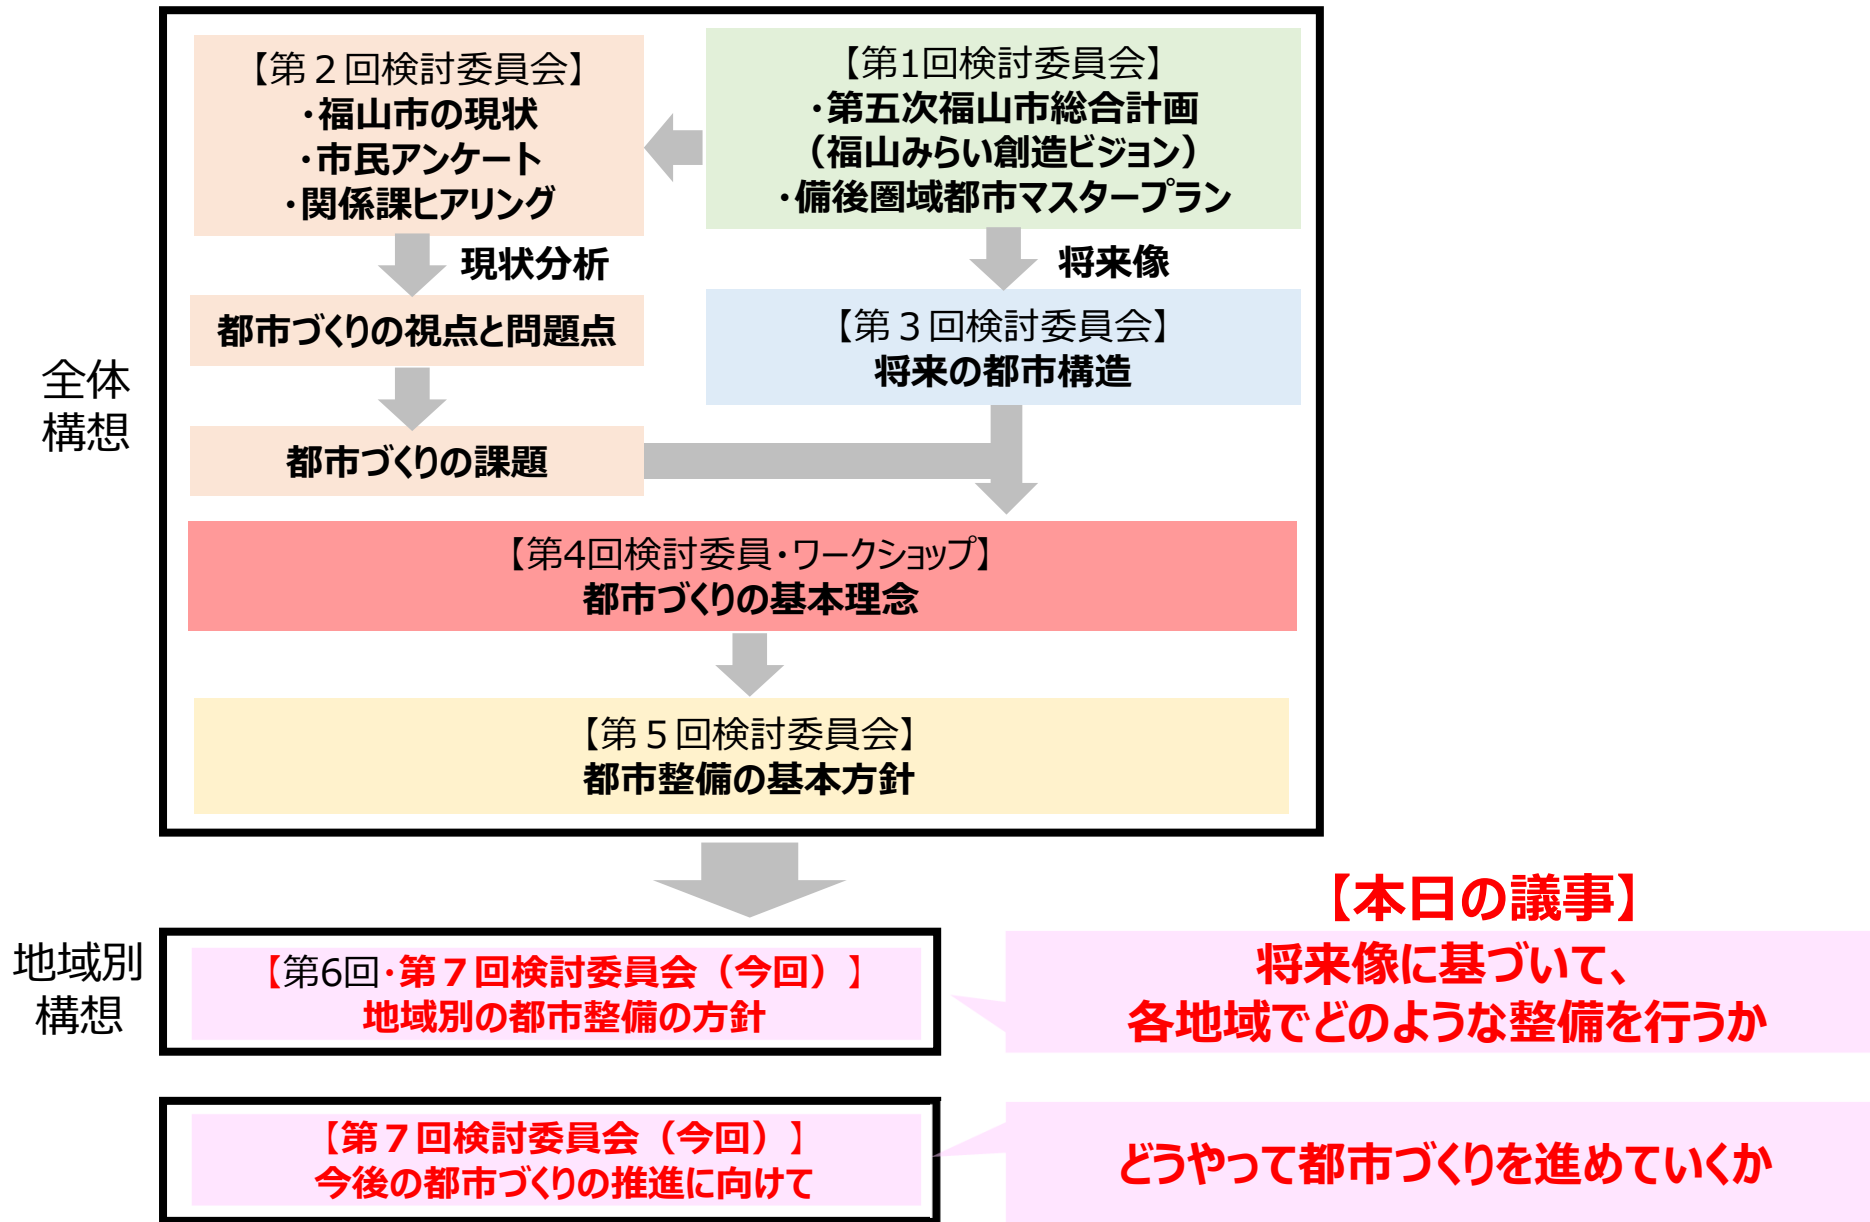 全体
構想
【第２回検討委員会】
・福山市の現状
・市民アンケート
・関係課ヒアリング
【第1回検討委員会】
・第五次福山市総合計画
（福山みらい創造ビジョン）
・備後圏域都市マスタープラン
現状分析
将来像
都市づくりの視点と問題点
【第３回検討委員会】
将来の都市構造
都市づくりの課題
【第4回検討委員・ワークショップ】
都市づくりの基本理念
【第５回検討委員会】
都市整備の基本方針
地域別
構想
【第6回・第７回検討委員会（今回）】
地域別の都市整備の方針
【本日の議事】
将来像に基づいて、
各地域でどのような整備を行うか
【第７回検討委員会（今回）】
今後の都市づくりの推進に向けて
どうやって都市づくりを進めていくか